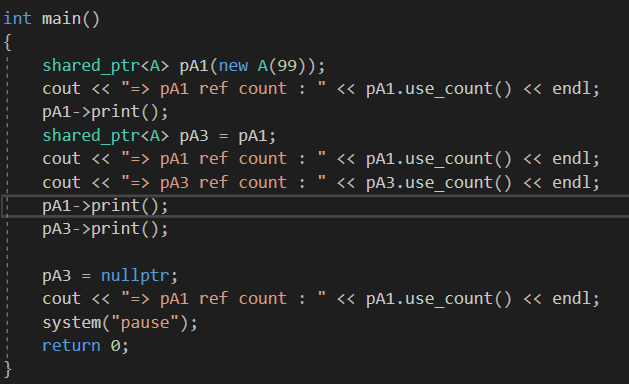 int main()
{
    shared_ptr<A> pA1(new A(99));
    cout << "=> pA1 ref count : " << pA1.use_count() << endl;
    pA1->print();
    shared_ptr<A> pA3 = pA1;
    cout << "=> pA1 ref count : " << pA1.use_count() << endl;
    cout << "=> pA3 ref count : " << pA3.use_count() << endl;
    pA1->print();
    pA3->print();

    pA3 = nullptr;
    cout << "=> pA1 ref count : " << pA1.use_count() << endl;
    system("pause");
    return 0;
}